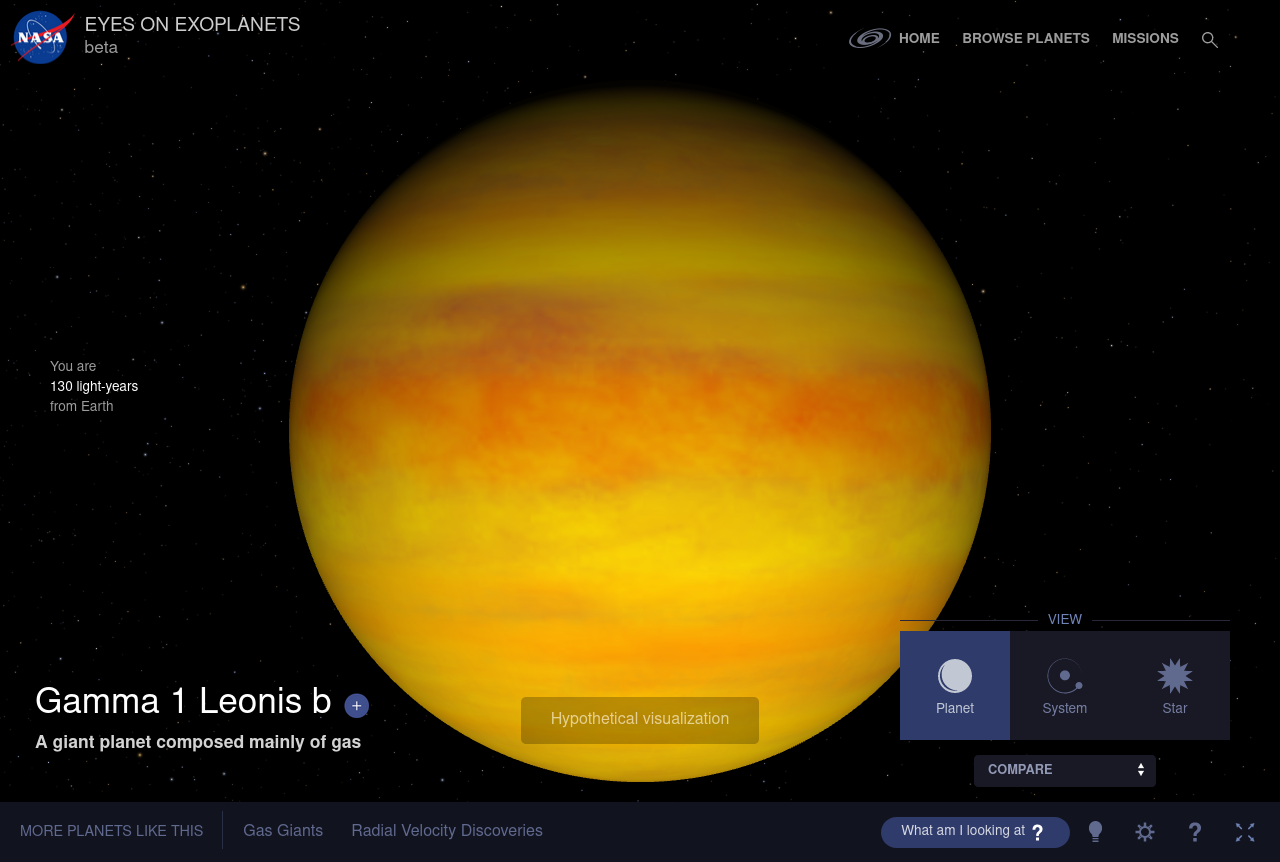 NASA
EYES ON EXOPLANETS
beta
HOME
BROWSE PLANETS
MISSIONS
You are
130 light-years
from Earth
VIEW
Planet
System
Star
Gamma 1 Leonis b +
A giant planet composed mainly of gas
Hypothetical visualization
COMPARE
MORE PLANETS LIKE THIS
Gas Giants
Radial Velocity Discoveries
What am I looking at ?
?